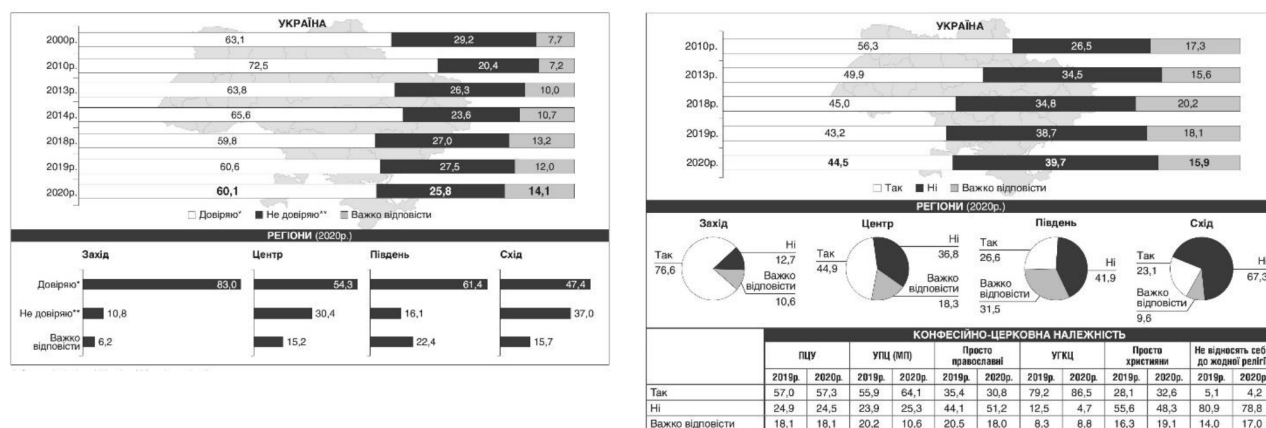 УКРАЇНА
2000р. 63,1 29,2 7,7
2010р. 72,5 20,4 7,2
2013р. 63,8 26,3 10,0
2014р. 65,6 23,6 10,7
2018р. 59,8 27,0 13,2
2019р. 60,6 27,5 12,0
2020р. 60,1 25,8 14,1
Довіряю* Не довіряю** Важко відповісти
РЕГІОНИ (2020р.)
Захід Центр Південь Схід
Довіряю* 83,0 54,3 61,4 47,4
Не довіряю** 10,8 30,4 16,1 37,0
Важко
відповісти 6,2 15,2 22,4 15,7
УКРАЇНА
2010р. 56,3 26,5 17,3
2013р. 49,9 34,5 15,6
2018р. 45,0 34,8 20,2
2019р. 43,2 38,7 18,1
2020р. 44,5 39,7 15,9
Так Ні Важко відповісти
РЕГІОНИ (2020р.)
Захід
Так
76,6
Ні
12,7
Важко
відповісти
10,6
Центр
Так
44,9
Ні
36,8
Важко
відповісти
18,3
Південь
Так
26,6
Ні
41,9
Важко
відповісти
31,5
Схід
Так
23,1
Ні
67,3
Важко
відповісти
9,6
КОНФЕСІЙНО-ЦЕРКОВНА НАЛЕЖНІСТЬ
ПЦУ УПЦ (МП) Просто православні УГКЦ Просто християни Не відносять себе до жодної релігії
2019р. 2020р. 2019р. 2020р. 2019р. 2020р. 2019р. 2020р. 2019р. 2020р. 2019р. 2020р.
Так 57,0 57,3 55,9 64,1 35,4 30,8 79,2 86,5 28,1 32,6 5,1 4,2
Ні 24,9 24,5 23,9 25,3 44,1 51,2 12,5 4,7 55,6 48,3 80,9 78,8
Важко відповісти 18,1 18,1 20,2 10,6 20,5 18,0 8,3 8,8 16,3 19,1 14,0 17,0